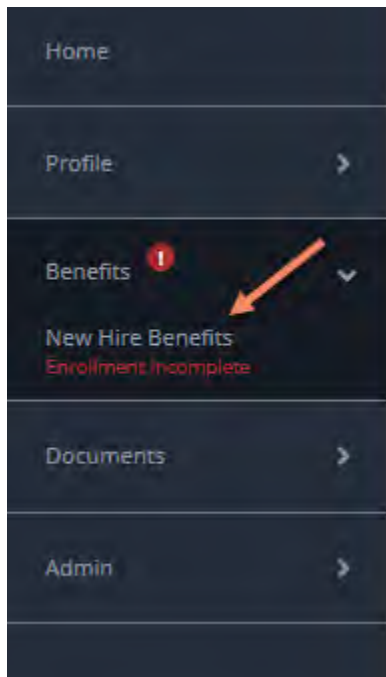 Home
Profile
Benefits !
New Hire Benefits
Enrollment Incomplete
Documents
Admin